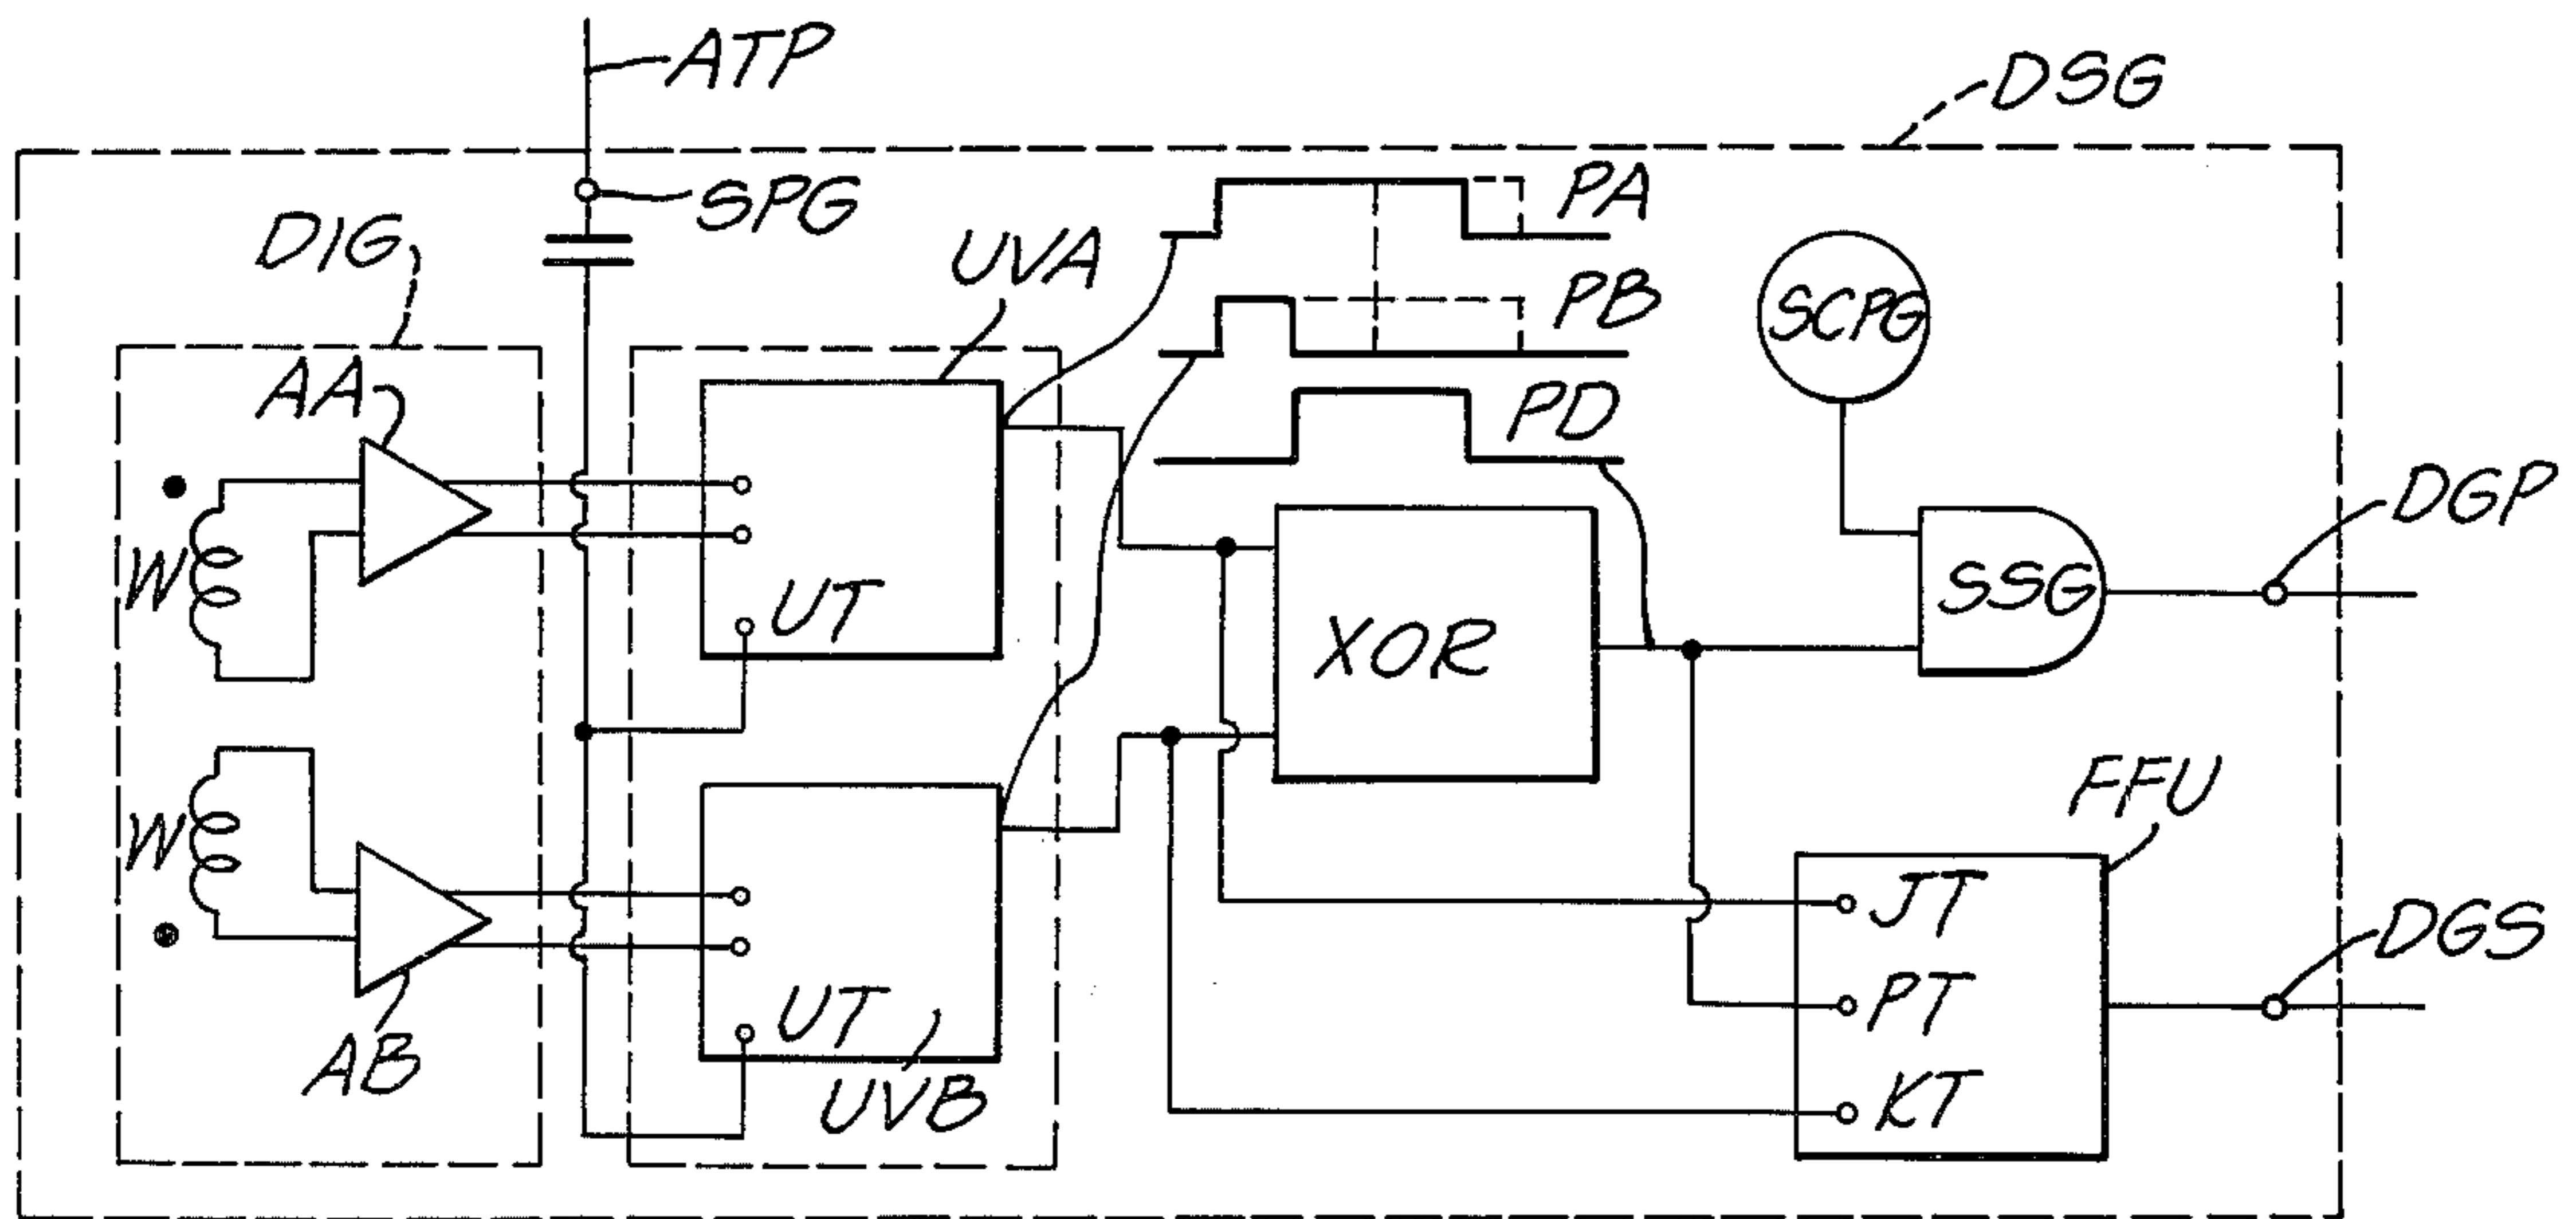 ATP
DSG
SPG
PA
DIG
UVA
PB
SCPG
AA
PD
DGP
W
UT
XOR
SSG
FFU
W
JT
DGS
UT
PT
AB
UVB
KT